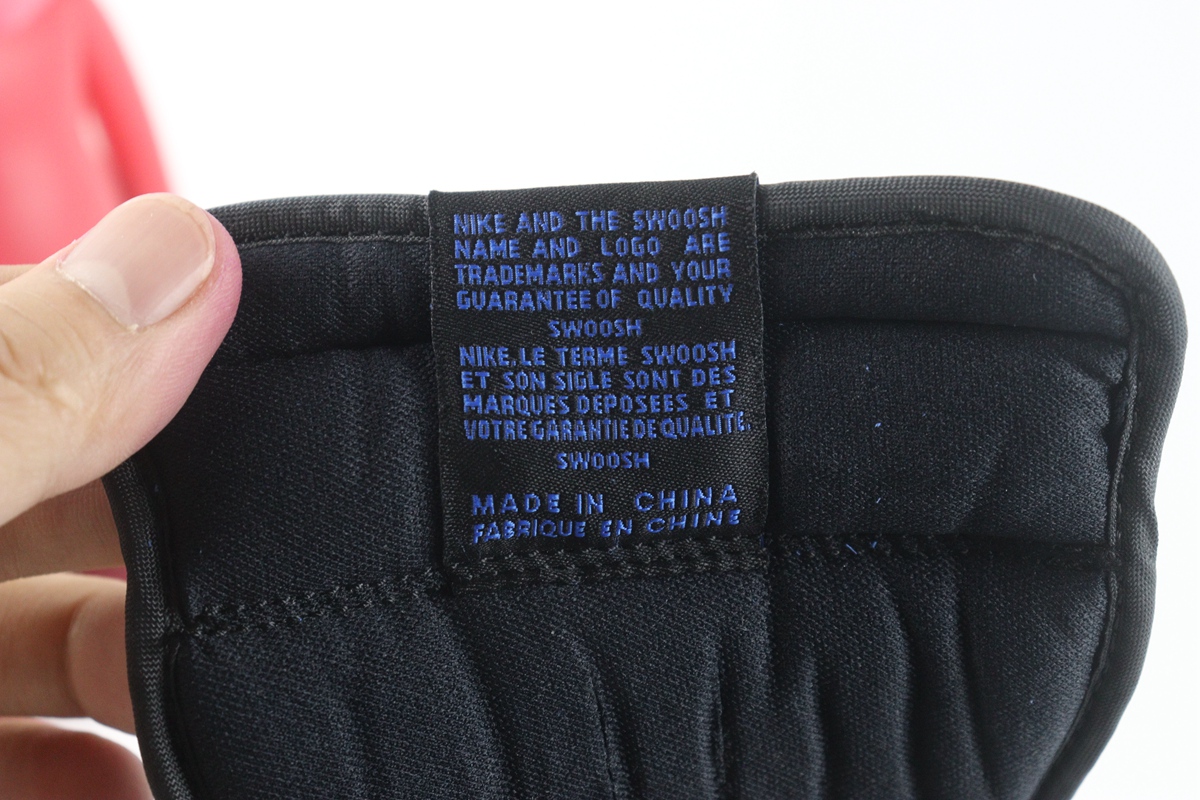 NIKE AND THE SWOOSH
NAME AND LOGO ARE
TRADEMARKS AND YOUR
GUARANTEE OF QUALITY
SWOOSH
NIKE, LE TERME SWOOSH
ET SON SIGLE SONT DES
MARQUES DEPOSEES ET
VOTRE GARANTIE DE QUALITE.
SWOOSH
MADE IN CHINA
FABRIQUE EN CHINE